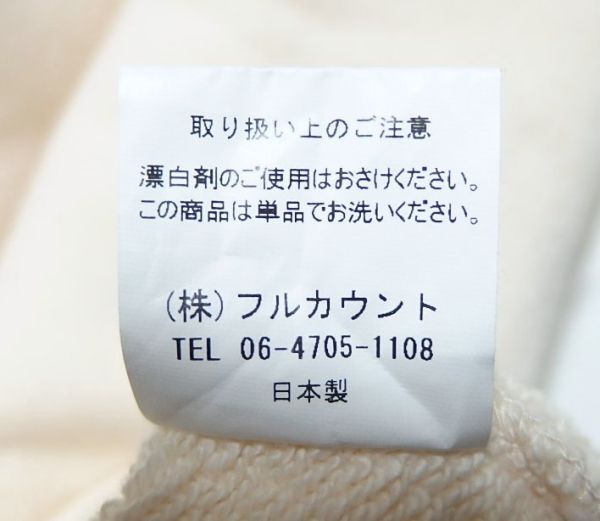 取り扱い上のご注意
漂白剤のご使用はおさけください。
この商品は単品でお洗いください。
(株)フルカウント
TEL 06-4705-1108
日本製